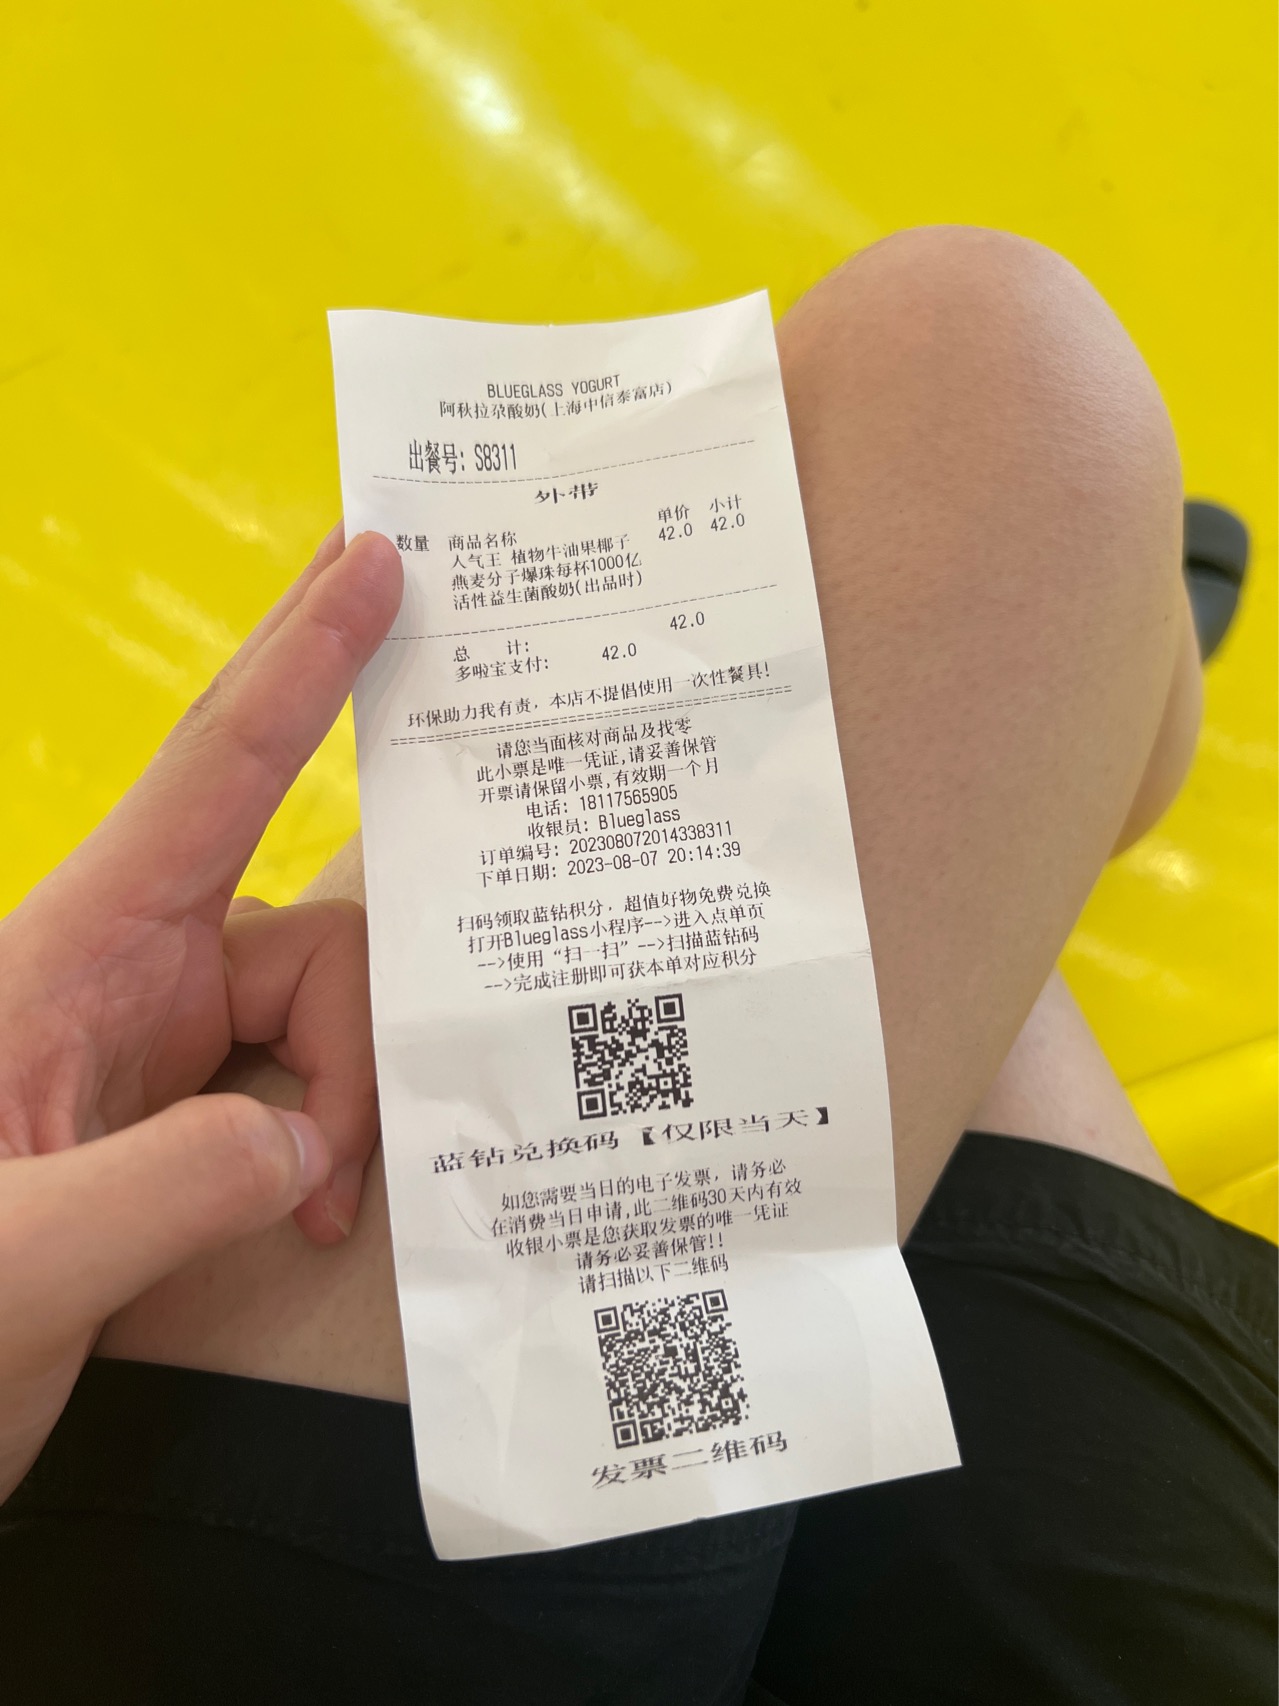 BLUEGLASS YOGURT
阿秋拉尕酸奶(上海中信泰富店)
出餐号: S8311
外带
数量 商品名称 单价 小计
人气王 植物牛油果椰子 42.0 42.0
燕麦分子爆珠每杯1000亿
活性益生菌酸奶(出品时)
总 计: 42.0
多啦宝支付: 42.0
环保助力我有责, 本店不提倡使用一次性餐具!
请您当面核对商品及找零
此小票是唯一凭证,请妥善保管
开票请保留小票,有效期一个月
电话: 18117565905
收银员: Blueglass
订单编号: 202308072014338311
下单日期: 2023-08-07 20:14:39
扫码领取蓝钻积分, 超值好物免费兑换
打开Blueglass小程序-->进入点单页
-->使用“扫一扫”-->扫描蓝钻码
-->完成注册即可获本单对应积分
蓝钻兑换码【仅限当天】
如您需要当日的电子发票, 请务必
在消费当日申请,此二维码30天内有效
收银小票是您获取发票的唯一凭证
请务必妥善保管!!
请扫描以下二维码
发票二维码